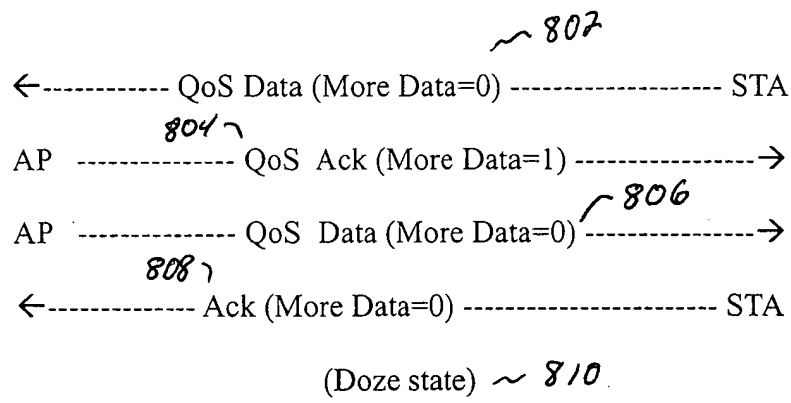 802
←------------ QoS Data (More Data=0) -------------------- STA
804
AP --------------- QoS Ack (More Data=1) -----------------→
806
AP --------------- QoS Data (More Data=0) ----------------→
808
←------------- Ack (More Data=0) ------------------------ STA
(Doze state) ~ 810